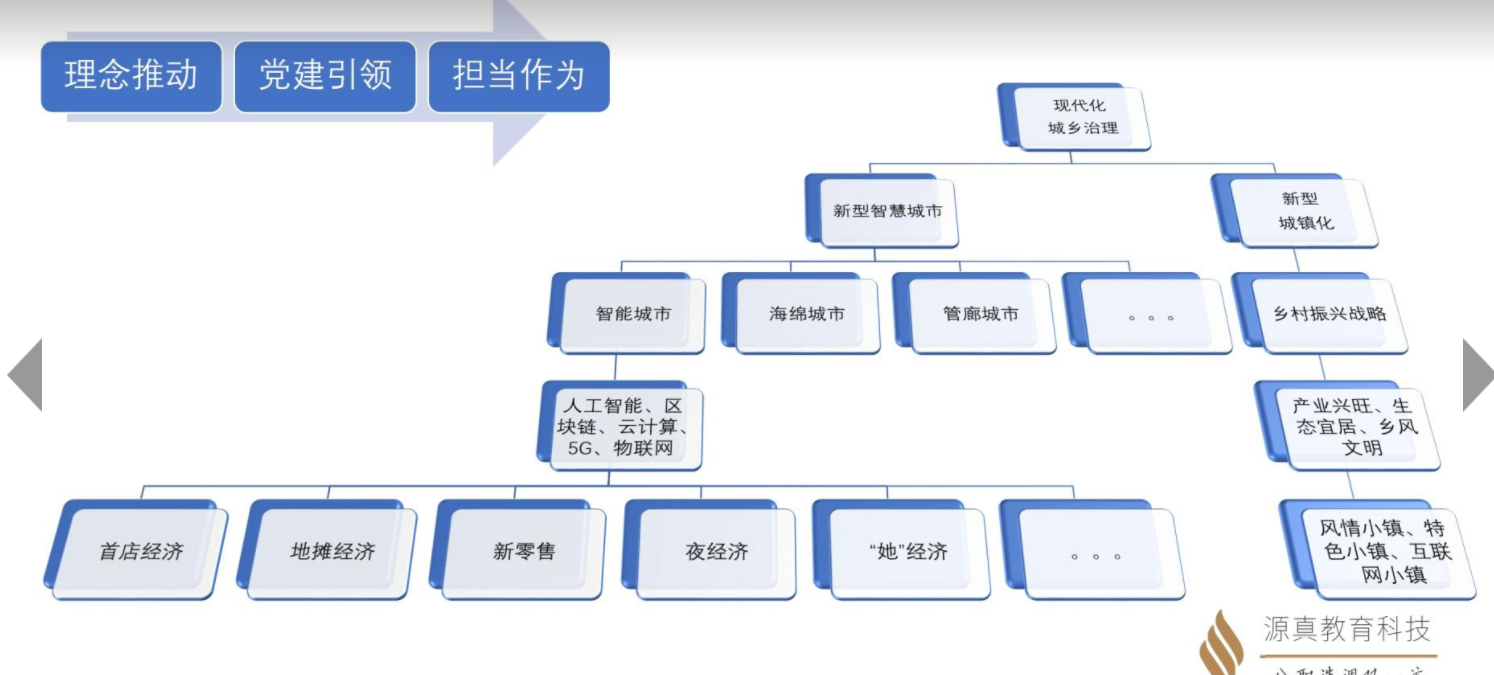 理念推动
党建引领
担当作为
现代化
城乡治理
新型智慧城市
新型
城镇化
智能城市
海绵城市
管廊城市
。。。
乡村振兴战略
人工智能、区
块链、云计算、
5G、物联网
产业兴旺、生
态宜居、乡风
文明
首店经济
地摊经济
新零售
夜经济
“她”经济
。。。
风情小镇、特
色小镇、互联
网小镇
源真教育科技